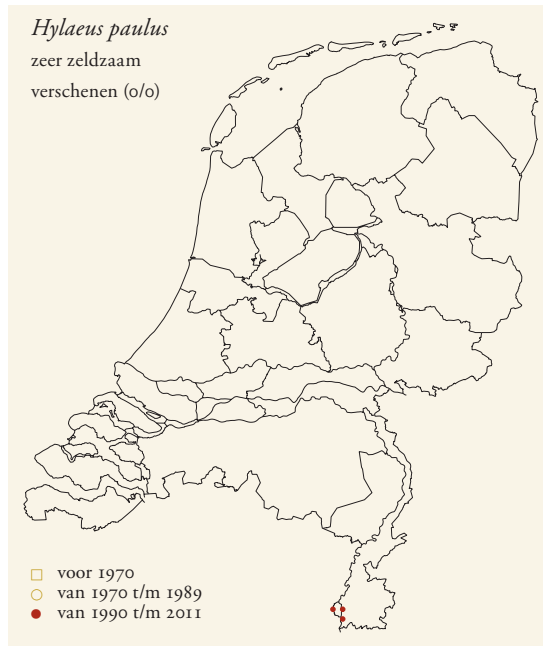 Hylaeus paulus
zeer zeldzaam
verschenen (0/0)
voor 1970
van 1970 t/m 1989
van 1990 t/m 2011